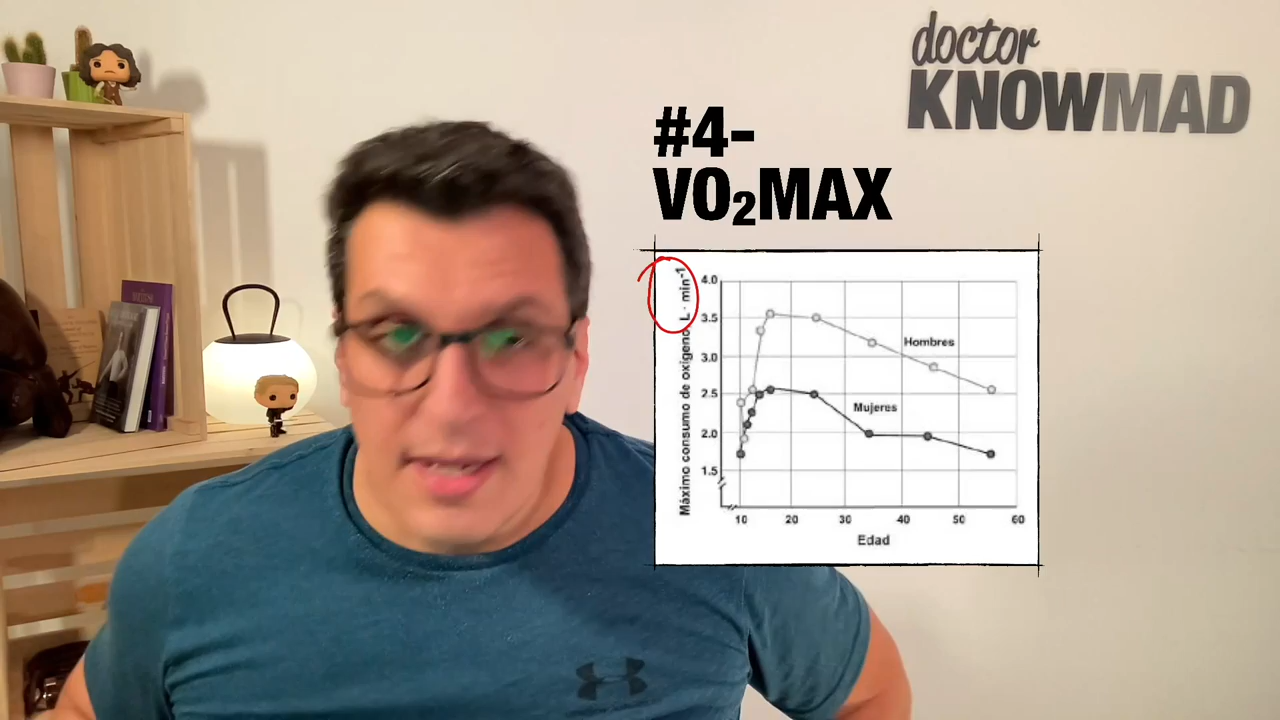 doctor
KNOWMAD
#4-
VO₂MAX
Máximo consumo de oxígeno L · min⁻¹
4.0
3.5
3.0
2.5
2.0
1.5
Hombres
Mujeres
10 20 30 40 50 60
Edad